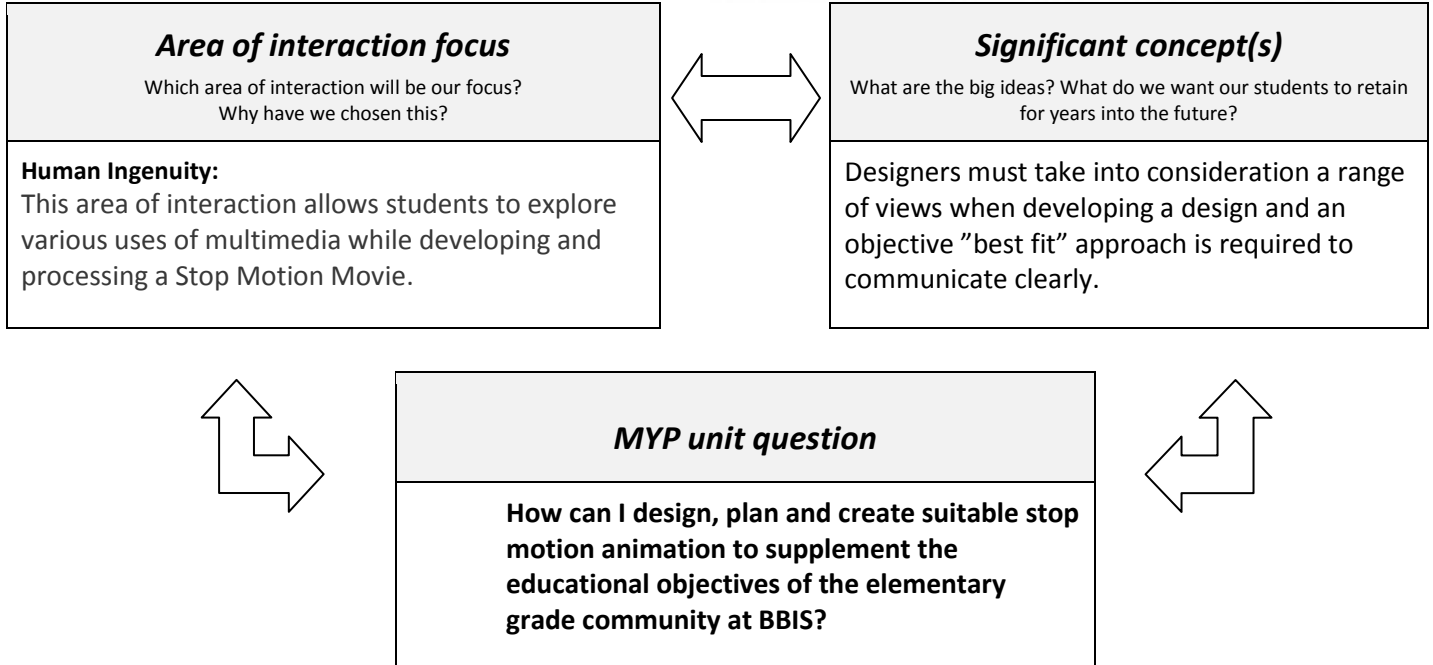 Area of interaction focus
Which area of interaction will be our focus?
Why have we chosen this?
Human Ingenuity:
This area of interaction allows students to explore
various uses of multimedia while developing and
processing a Stop Motion Movie.
Significant concept(s)
What are the big ideas? What do we want our students to retain
for years into the future?
Designers must take into consideration a range
of views when developing a design and an
objective ”best fit” approach is required to
communicate clearly.
MYP unit question
How can I design, plan and create suitable stop
motion animation to supplement the
educational objectives of the elementary
grade community at BBIS?